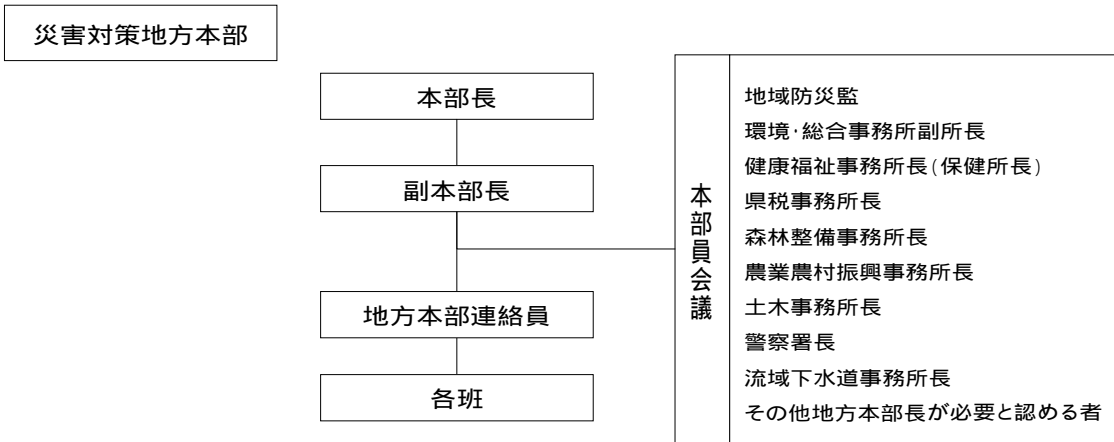 災害対策地方本部
本部長
副本部長
地方本部連絡員
各班
本部員会議
地域防災監
環境・総合事務所副所長
健康福祉事務所長(保健所長)
県税事務所長
森林整備事務所長
農業農村振興事務所長
土木事務所長
警察署長
流域下水道事務所長
その他地方本部長が必要と認める者